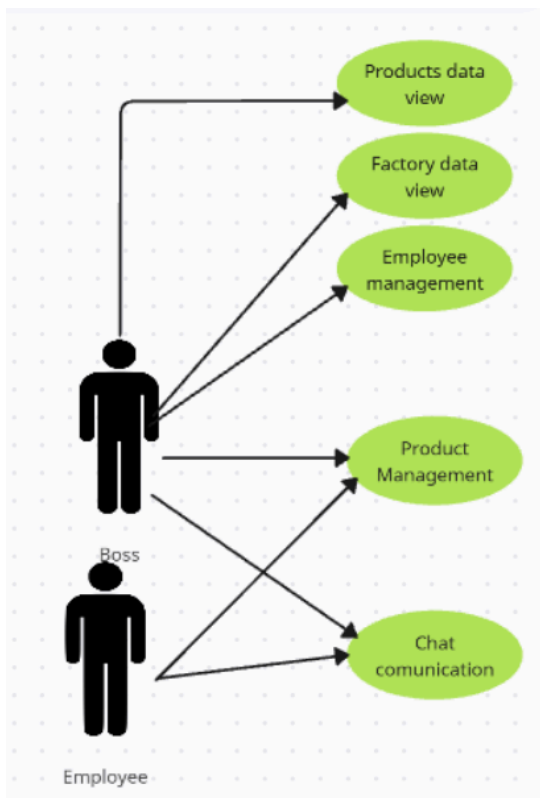 Products data
view
Factory data
view
Employee
management
Product
Management
Boss
Chat
comunication
Employee